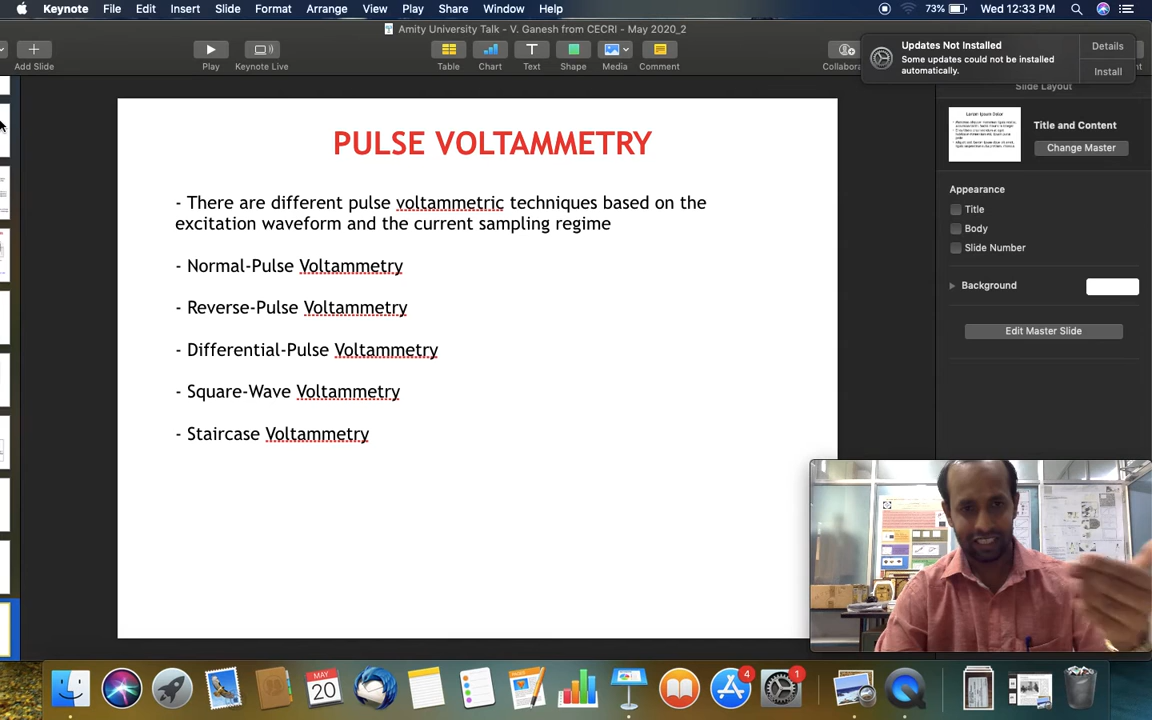 Keynote File Edit Insert Slide Format Arrange View Play Share Window Help 73% Wed 12:33 PM
Amity University Talk - V. Ganesh from CECRI - May 2020_2
Updates Not Installed
Some updates could not be installed
automatically.
Details
Install
Add Slide Play Keynote Live Table Chart Text Shape Media Comment Collabora
Slide Layout
PULSE VOLTAMMETRY
- There are different pulse voltammetric techniques based on the
excitation waveform and the current sampling regime
- Normal-Pulse Voltammetry
- Reverse-Pulse Voltammetry
- Differential-Pulse Voltammetry
- Square-Wave Voltammetry
- Staircase Voltammetry
Title and Content
Change Master
Appearance
Title
Body
Slide Number
Background
Edit Master Slide
MAY
20
4
1